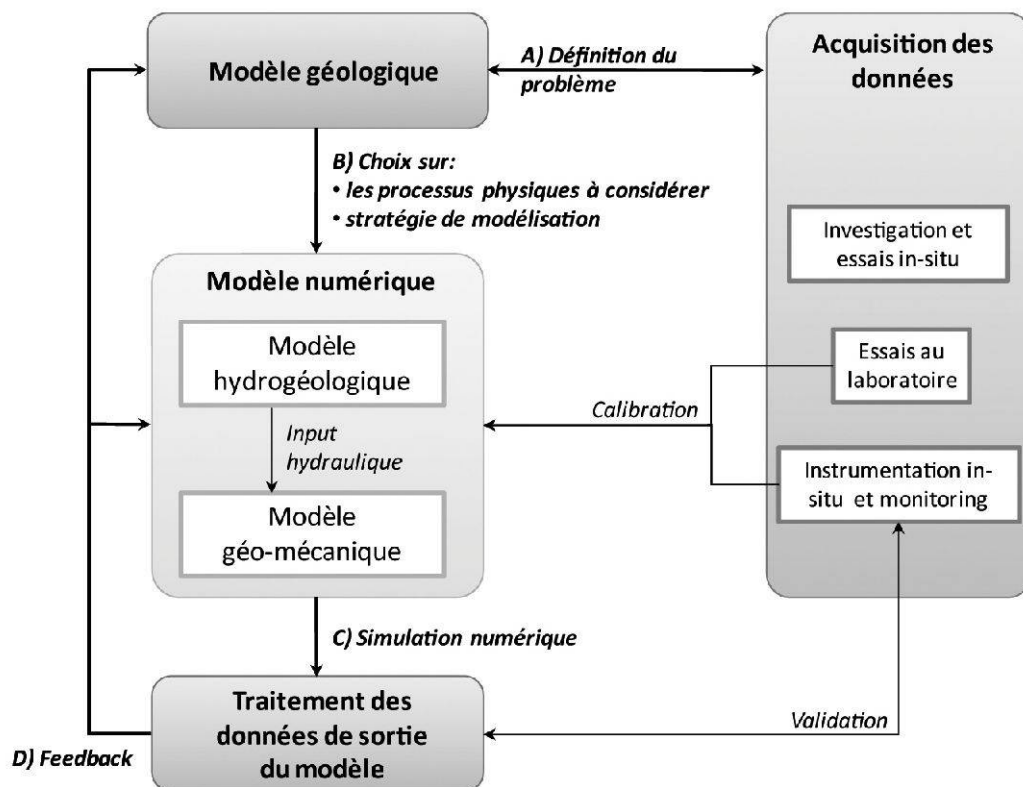 Modèle géologique
A) Définition du
problème
Acquisition des
données
B) Choix sur:
• les processus physiques à considérer
• stratégie de modélisation
Investigation et
essais in-situ
Modèle numérique
Modèle
hydrogéologique
Essais au
laboratoire
Calibration
Input
hydraulique
Instrumentation in-
situ et monitoring
Modèle
géo-mécanique
C) Simulation numérique
Traitement des
données de sortie
du modèle
Validation
D) Feedback